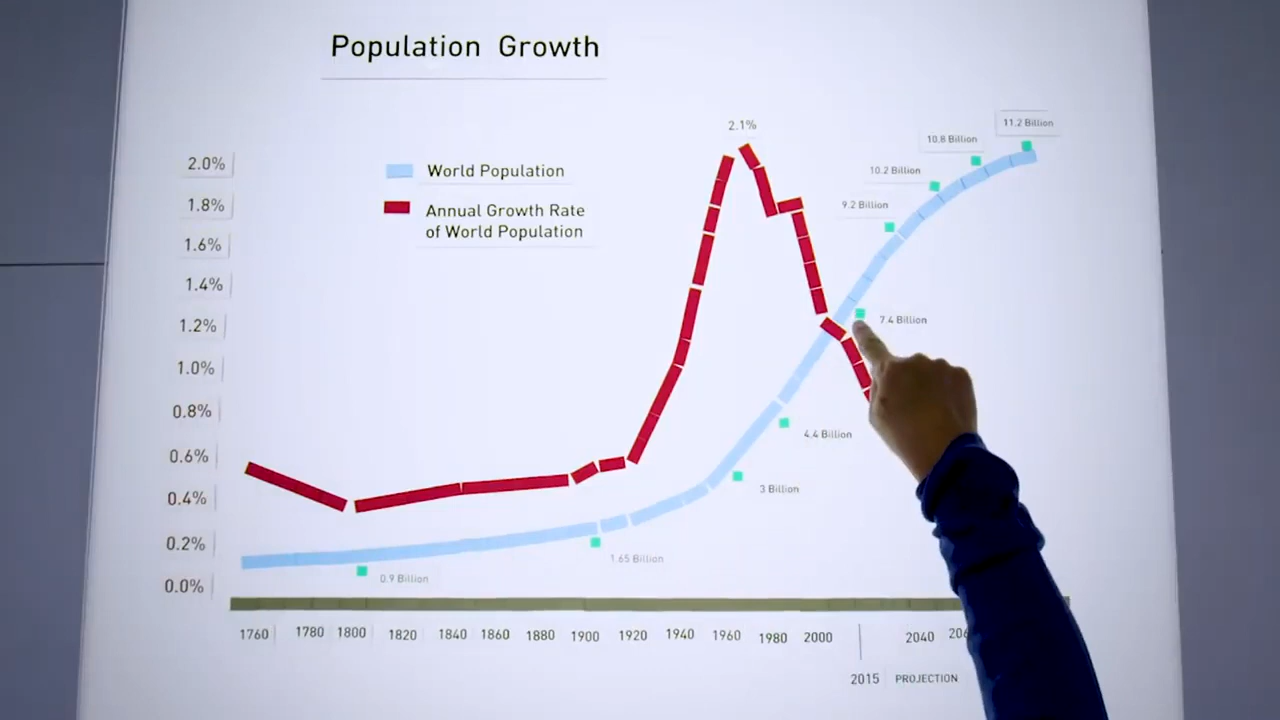 Population Growth
2.1%
11.2 Billion
10.8 Billion
10.2 Billion
9.2 Billion
7.4 Billion
4.4 Billion
3 Billion
1.65 Billion
0.9 Billion
World Population
Annual Growth Rate
of World Population
2.0%
1.8%
1.6%
1.4%
1.2%
1.0%
0.8%
0.6%
0.4%
0.2%
0.0%
1760 1780 1800 1820 1840 1860 1880 1900 1920 1940 1960 1980 2000 2040
2015 PROJECTION